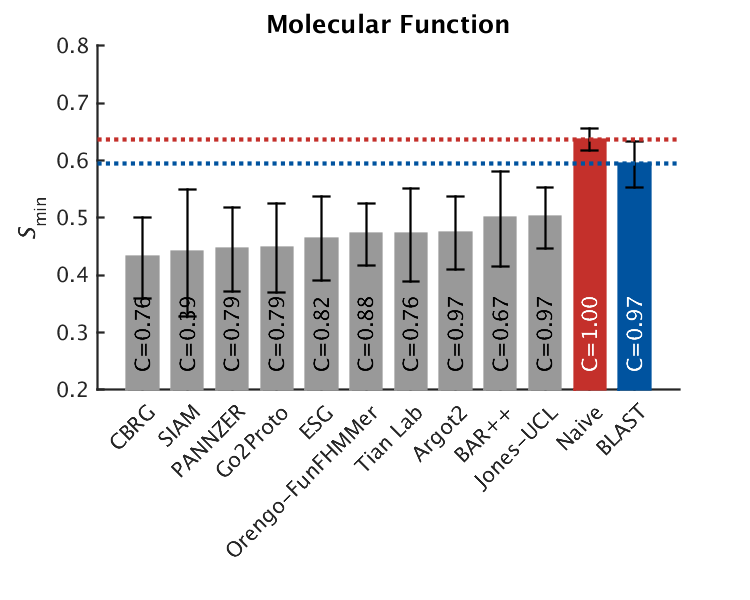 Molecular Function
0.8
0.7
0.6
0.5
0.4
0.3
0.2
Smin
C=0.76
C=0.39
C=0.79
C=0.79
C=0.82
C=0.88
C=0.76
C=0.97
C=0.67
C=0.97
C=1.00
C=0.97
CBRG
SIAM
PANNZER
Go2Proto
ESG
Orengo-FunFHMMer
Tian Lab
Argot2
BAR++
Jones-UCL
Naive
BLAST